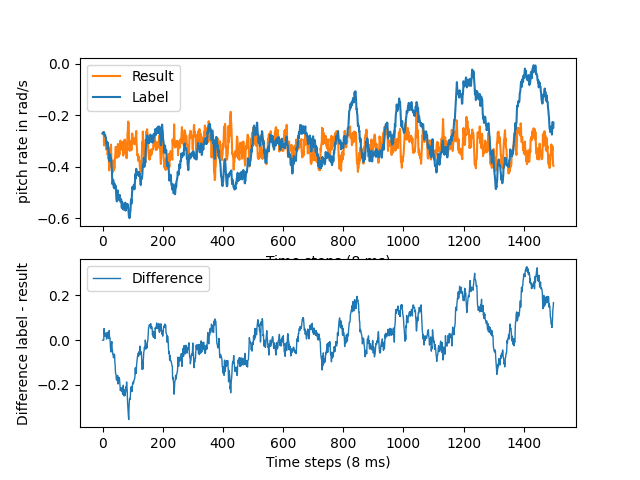 0.0
−0.2
−0.4
−0.6
pitch rate in rad/s
Result
Label
0 200 400 600 800 1000 1200 1400
Time steps (8 ms)
0.2
0.0
−0.2
Difference label - result
Difference
0 200 400 600 800 1000 1200 1400
Time steps (8 ms)